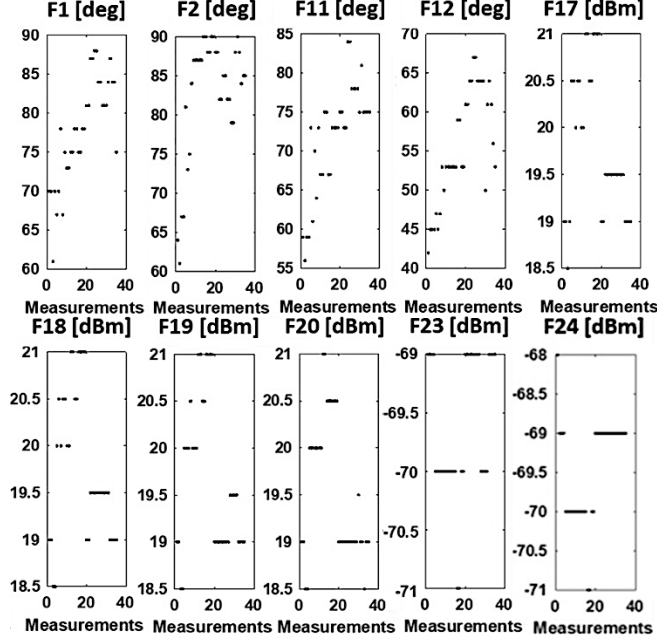 F1 [deg] F2 [deg] F11 [deg] F12 [deg] F17 [dBm]
90 90 85 70 21
85 85 80 65 20.5
80 80 75 60 20
75 75 70 55 19.5
70 70 65 50 19
65 65 60 45 18.5
60 60 55 40
0 20 40 0 20 40 0 20 40 0 20 40 0 20 40
Measurements Measurements Measurements Measurements Measurements
F18 [dBm] F19 [dBm] F20 [dBm] F23 [dBm] F24 [dBm]
21 21 21 -69 -68
20.5 20.5 20.5 -69.5 -68.5
20 20 20 -70 -69
19.5 19.5 19.5 -70.5 -69.5
19 19 19 -71 -70
18.5 18.5 18.5 -70.5
-71
0 20 40 0 20 40 0 20 40 0 20 40 0 20 40
Measurements Measurements Measurements Measurements Measurements